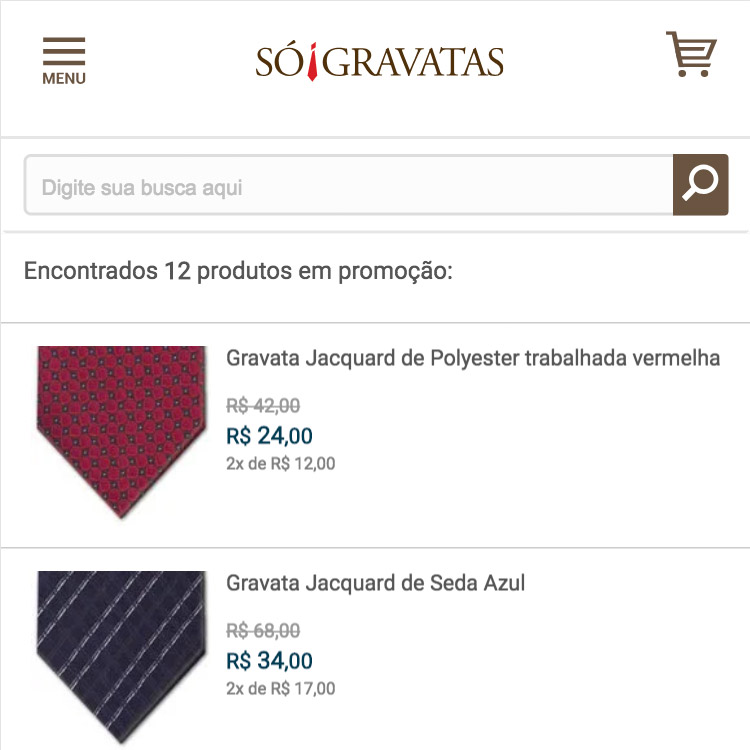 MENU
SÓ GRAVATAS
Digite sua busca aqui
Encontrados 12 produtos em promoção:
Gravata Jacquard de Polyester trabalhada vermelha
R$ 42,00
R$ 24,00
2x de R$ 12,00
Gravata Jacquard de Seda Azul
R$ 68,00
R$ 34,00
2x de R$ 17,00